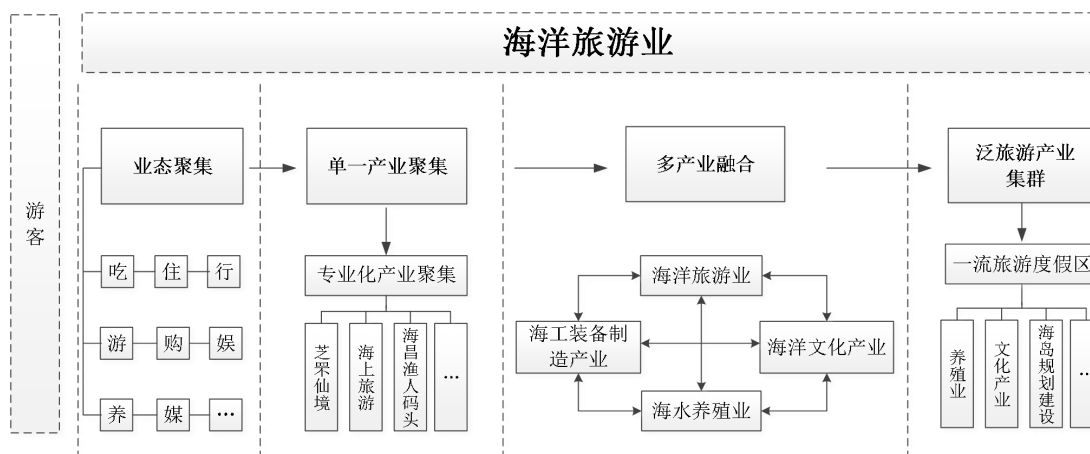 海洋旅游业
游客
业态聚集
单一产业聚集
多产业融合
泛旅游产业
集群
吃
住
行
游
购
娱
养
媒
…
专业化产业聚集
芝罘仙境
海上旅游
海昌渔人码头
…
海洋旅游业
海工装备制
造产业
海洋文化产业
海水养殖业
一流旅游度假区
养殖业
文化产业
海岛规划建设
…